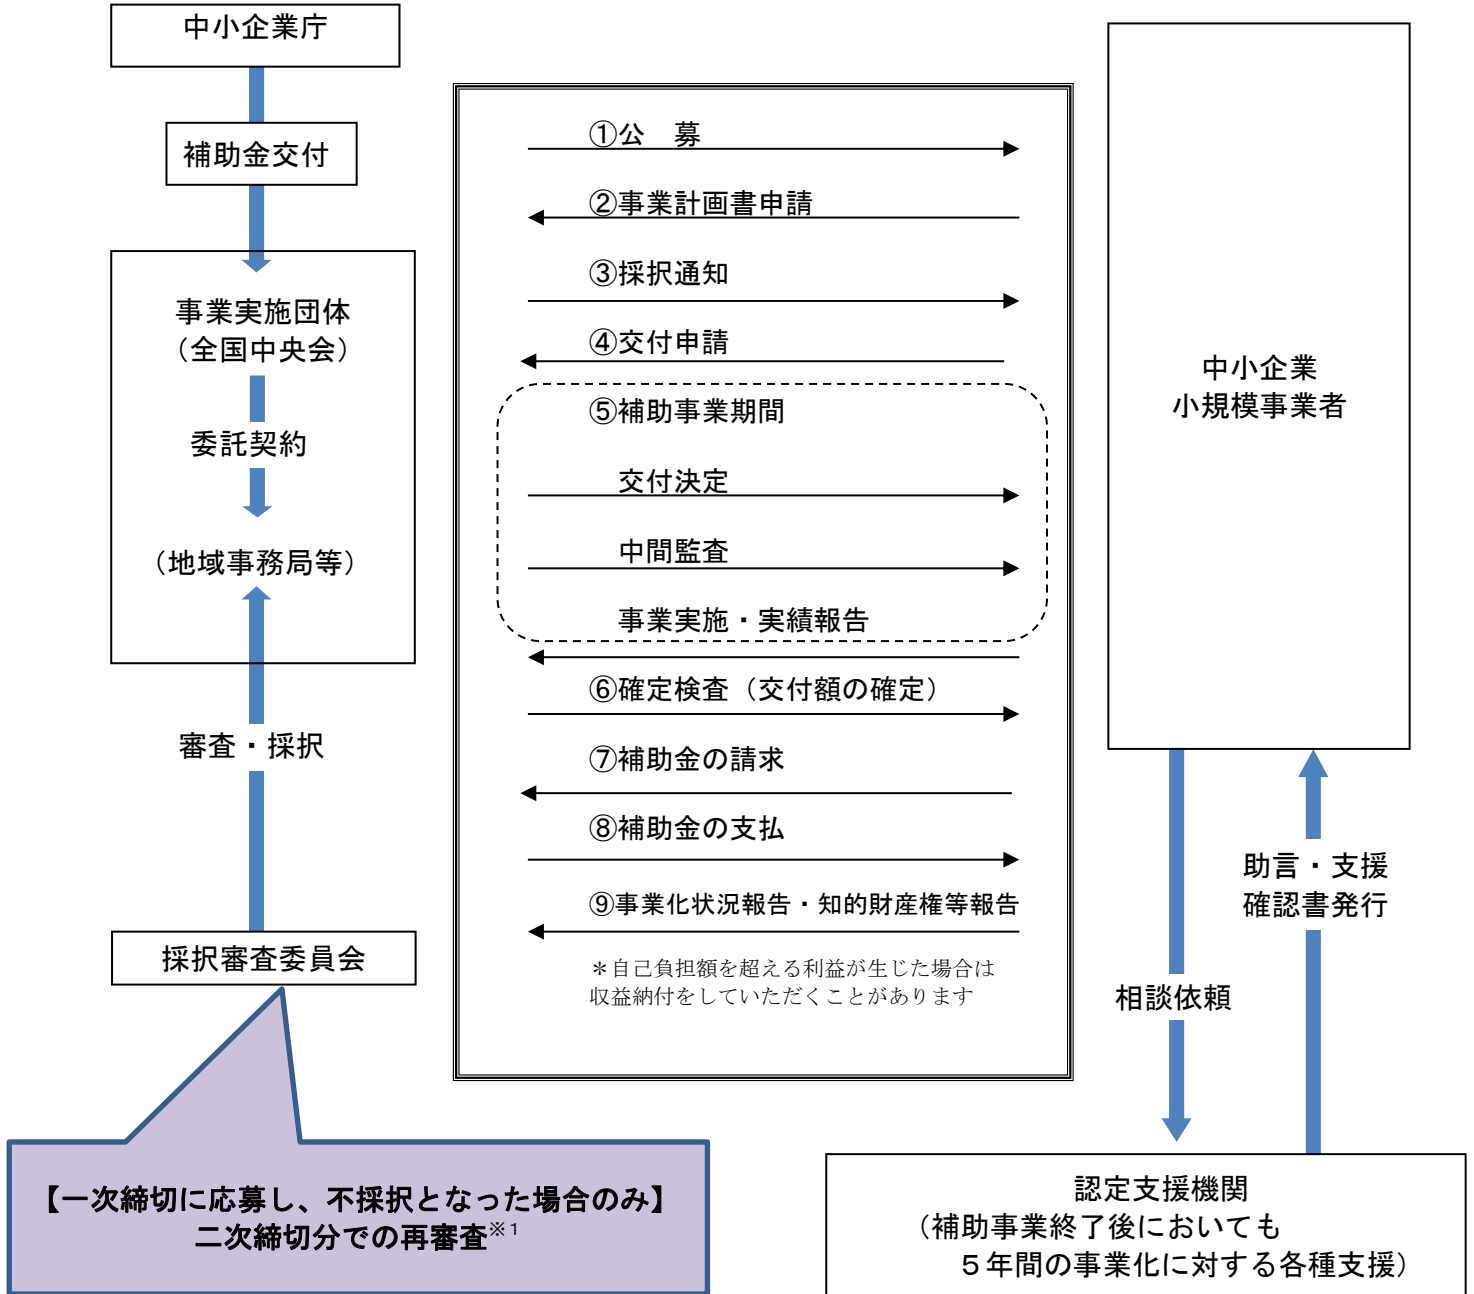 中小企業庁
補助金交付
事業実施団体
（全国中央会）
委託契約
（地域事務局等）
審査・採択
採択審査委員会
【一次締切に応募し、不採択となった場合のみ】
二次締切分での再審査※1
①公　募
②事業計画書申請
③採択通知
④交付申請
⑤補助事業期間
交付決定
中間監査
事業実施・実績報告
⑥確定検査（交付額の確定）
⑦補助金の請求
⑧補助金の支払
⑨事業化状況報告・知的財産権等報告
＊自己負担額を超える利益が生じた場合は
収益納付をしていただくことがあります
中小企業
小規模事業者
相談依頼
助言・支援
確認書発行
認定支援機関
（補助事業終了後においても
５年間の事業化に対する各種支援）